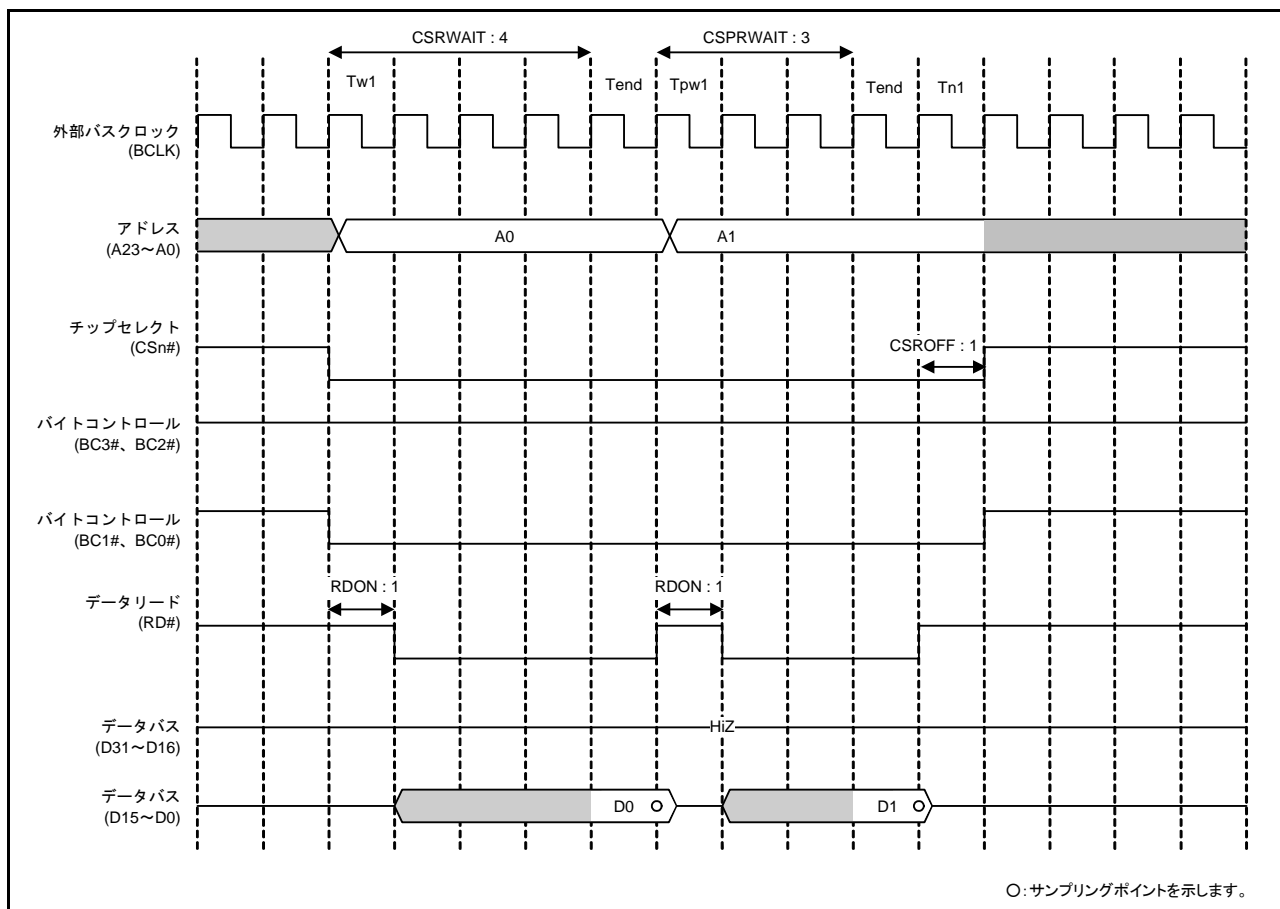 CSRWAIT : 4
CSPRWAIT : 3
Tw1
Tend
Tpw1
Tend
Tn1
外部バスクロック
(BCLK)
アドレス
(A23～A0)
A0
A1
チップセレクト
(CSn#)
CSROFF : 1
バイトコントロール
(BC3#、BC2#)
バイトコントロール
(BC1#、BC0#)
RDON : 1
RDON : 1
データリード
(RD#)
データバス
(D31～D16)
HiZ
データバス
(D15～D0)
D0
D1
○：サンプリングポイントを示します。